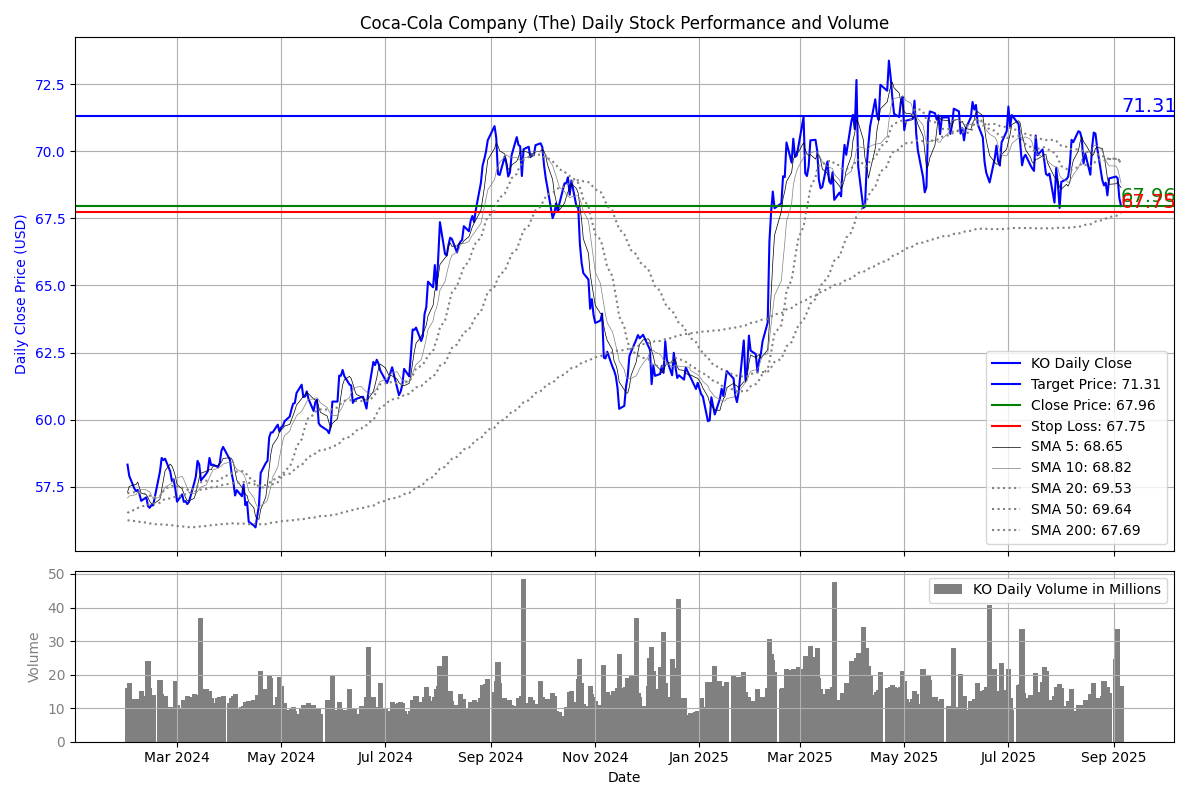 Coca-Cola Company (The) Daily Stock Performance and Volume
Daily Close Price (USD)
72.5
70.0
67.5
65.0
62.5
60.0
57.5
71.31
67.96
67.75
KO Daily Close
Target Price: 71.31
Close Price: 67.96
Stop Loss: 67.75
SMA 5: 68.65
SMA 10: 68.82
SMA 20: 69.53
SMA 50: 69.64
SMA 200: 67.69
Volume
50
40
30
20
10
0
KO Daily Volume in Millions
Mar 2024
May 2024
Jul 2024
Sep 2024
Nov 2024
Jan 2025
Mar 2025
May 2025
Jul 2025
Sep 2025
Date